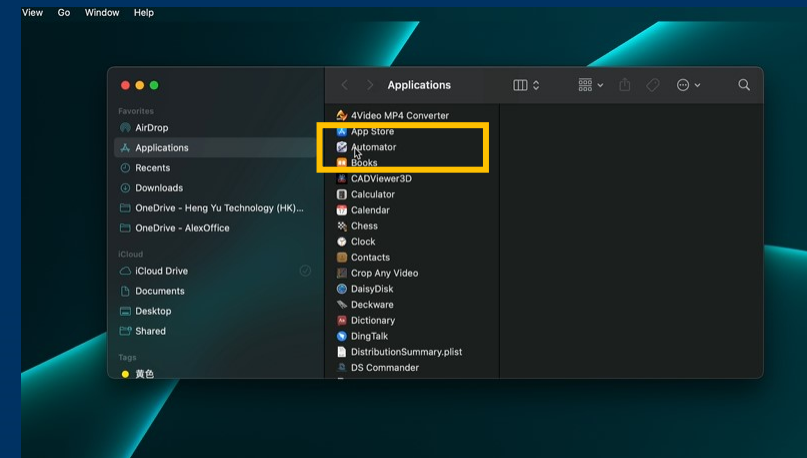 View Go Window Help
Applications
Favorites
AirDrop
Applications
Recents
Downloads
OneDrive - Heng Yu Technology (HK)...
OneDrive - AlexOffice
iCloud
iCloud Drive
Documents
Desktop
Shared
Tags
黄色
4Video MP4 Converter
App Store
Automator
Books
CADViewer3D
Calculator
Calendar
Chess
Clock
Contacts
Crop Any Video
DaisyDisk
Deckware
Dictionary
DingTalk
DistributionSummary.plist
DS Commander